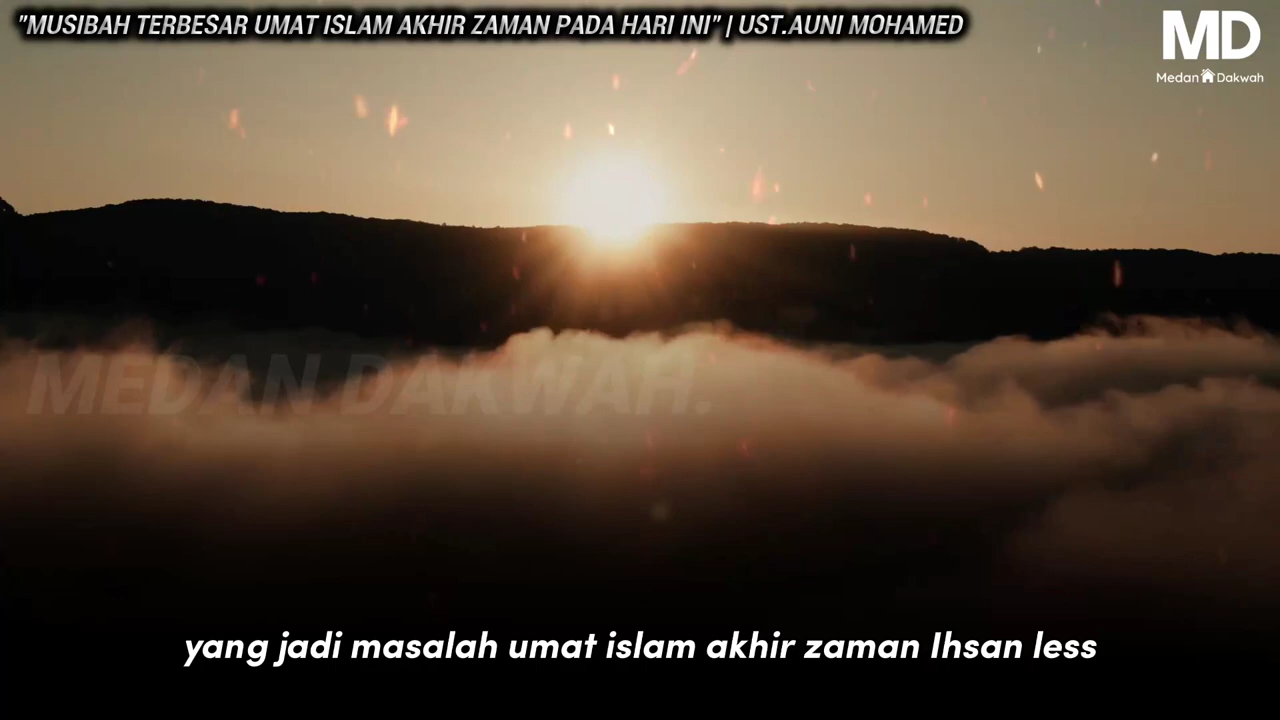 "MUSIBAH TERBESAR UMAT ISLAM AKHIR ZAMAN PADA HARI INI" | UST.AUNI MOHAMED
MD
Medan Dakwah
MEDAN DAKWAH.
yang jadi masalah umat islam akhir zaman Ihsan less